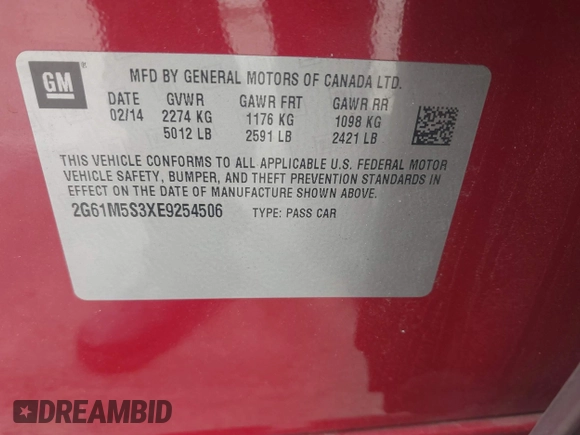 GM ®
MFD BY GENERAL MOTORS OF CANADA LTD.
DATE GVWR GAWR FRT GAWR RR
02/14 2274 KG 1176 KG 1098 KG
5012 LB 2591 LB 2421 LB
THIS VEHICLE CONFORMS TO ALL APPLICABLE U.S. FEDERAL MOTOR
VEHICLE SAFETY, BUMPER, AND THEFT PREVENTION STANDARDS IN
EFFECT ON THE DATE OF MANUFACTURE SHOWN ABOVE.
2G61M5S3XE9254506 TYPE: PASS CAR
DREAMBID